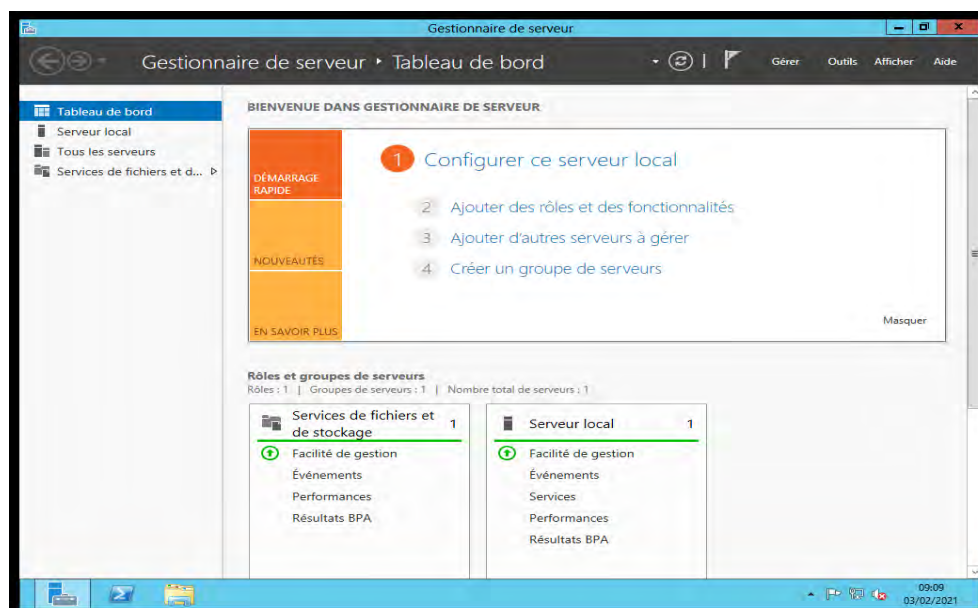 Gestionnaire de serveur
Gestionnaire de serveur ‣ Tableau de bord
Gérer Outils Afficher Aide
Tableau de bord
Serveur local
Tous les serveurs
Services de fichiers et d...
BIENVENUE DANS GESTIONNAIRE DE SERVEUR
DÉMARRAGE
RAPIDE
NOUVEAUTÉS
EN SAVOIR PLUS
1 Configurer ce serveur local
2 Ajouter des rôles et des fonctionnalités
3 Ajouter d'autres serveurs à gérer
4 Créer un groupe de serveurs
Masquer
Rôles et groupes de serveurs
Rôles : 1 | Groupes de serveurs : 1 | Nombre total de serveurs : 1
Services de fichiers et
de stockage
1
Facilité de gestion
Événements
Performances
Résultats BPA
Serveur local 1
Facilité de gestion
Événements
Services
Performances
Résultats BPA
09:09
03/02/2021